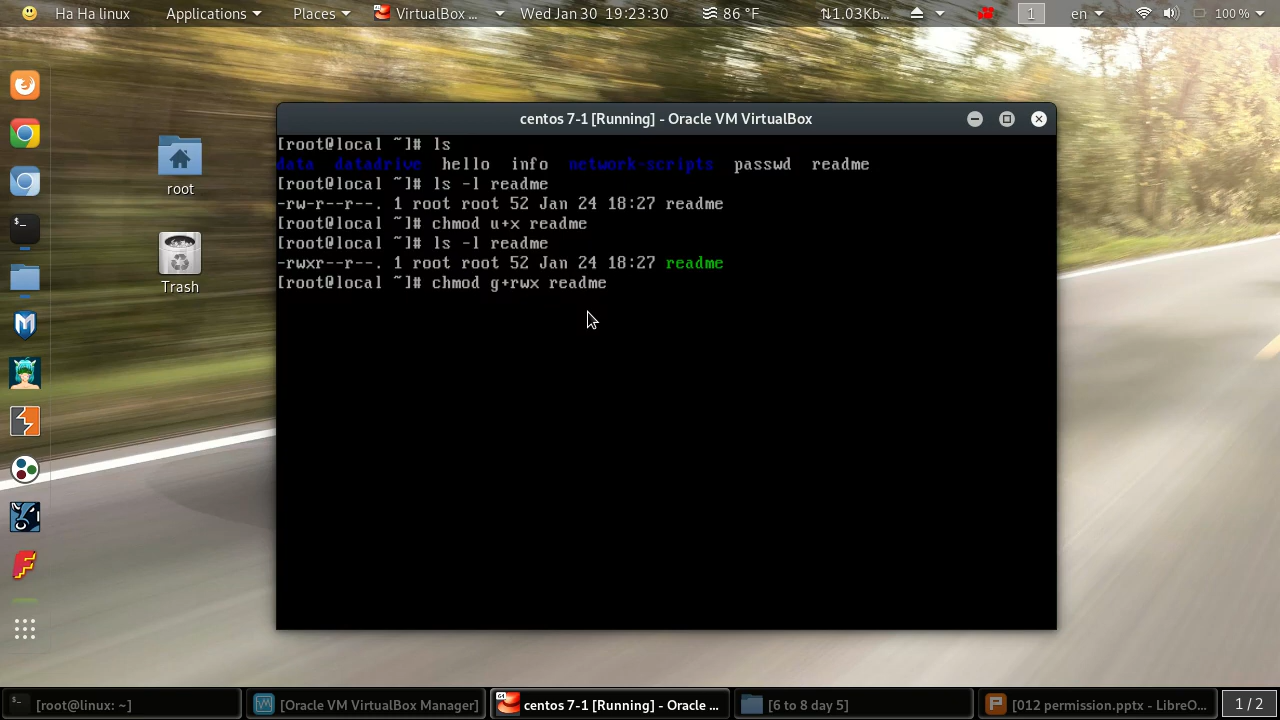 Ha Ha linux Applications Places VirtualBox ... Wed Jan 30 19:23:30 86 °F 1.03Kb... 1 en 100 %
centos 7-1 [Running] - Oracle VM VirtualBox
[root@local ~]# ls
data datadrive hello info network-scripts passwd readme
[root@local ~]# ls -l readme
-rw-r--r--. 1 root root 52 Jan 24 18:27 readme
[root@local ~]# chmod u+x readme
[root@local ~]# ls -l readme
-rwxr--r--. 1 root root 52 Jan 24 18:27 readme
[root@local ~]# chmod g+rwx readme
root
Trash
[root@linux: ~] [Oracle VM VirtualBox Manager] centos 7-1 [Running] - Oracle ... [6 to 8 day 5] [012 permission.pptx - LibreO... 1 / 2